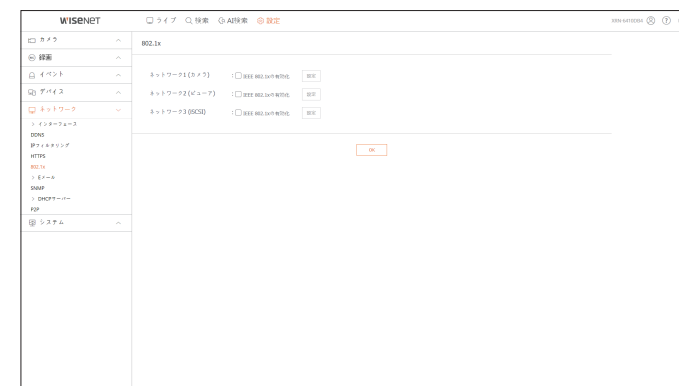 WISENET
ライブ 検索 AI検索 設定
カメラ
録画
イベント
デバイス
ネットワーク
> インターフェース
DDNS
IPフィルタリング
HTTPS
802.1x
> Eメール
SNMP
> DHCPサーバー
P2P
システム
802.1x
ネットワーク1 (カメラ) : IEEE 802.1xの有効化 設定
ネットワーク2 (ビューア) : IEEE 802.1xの有効化 設定
ネットワーク3 (iSCSI) : IEEE 802.1xの有効化 設定
OK